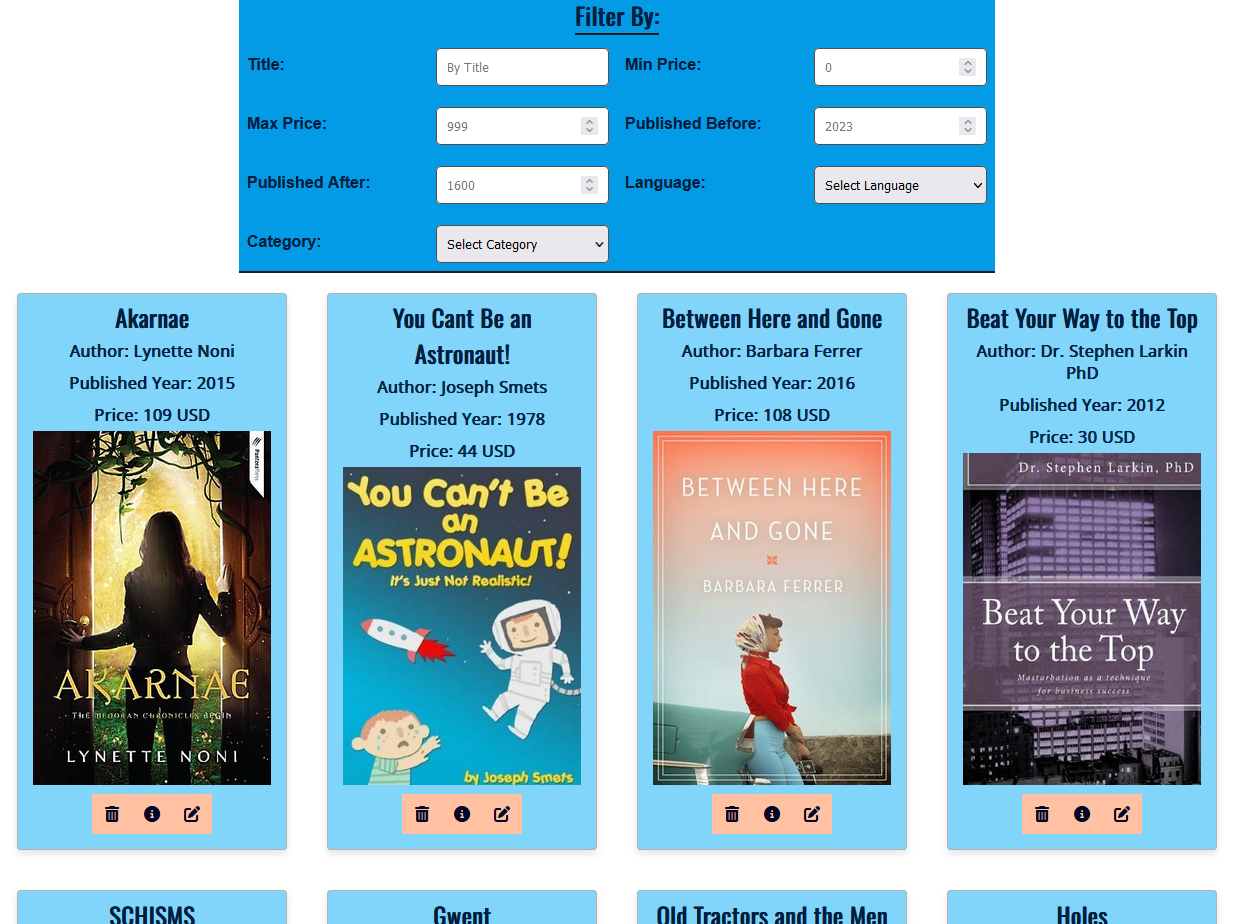 Filter By:
Title:
By Title
Min Price:
0
Max Price:
999
Published Before:
2023
Published After:
1600
Language:
Select Language
Category:
Select Category
Akarnae
Author: Lynette Noni
Published Year: 2015
Price: 109 USD
PanteraPress
AKARNAE
THE MEDORAN CHRONICLES BEGIN
LYNETTE NONI
You Cant Be an
Astronaut!
Author: Joseph Smets
Published Year: 1978
Price: 44 USD
You Can't Be
an
ASTRONAUT!
It's Just Not Realistic!
by Joseph Smets
Between Here and Gone
Author: Barbara Ferrer
Published Year: 2016
Price: 108 USD
BETWEEN HERE
AND GONE
BARBARA FERRER
Beat Your Way to the Top
Author: Dr. Stephen Larkin
PhD
Published Year: 2012
Price: 30 USD
Dr. Stephen Larkin, PhD
Beat Your Way
to the Top
Masturbation as a technique
for business success
SCHISMS
Gwent
Old Tractors and the Men
Holes